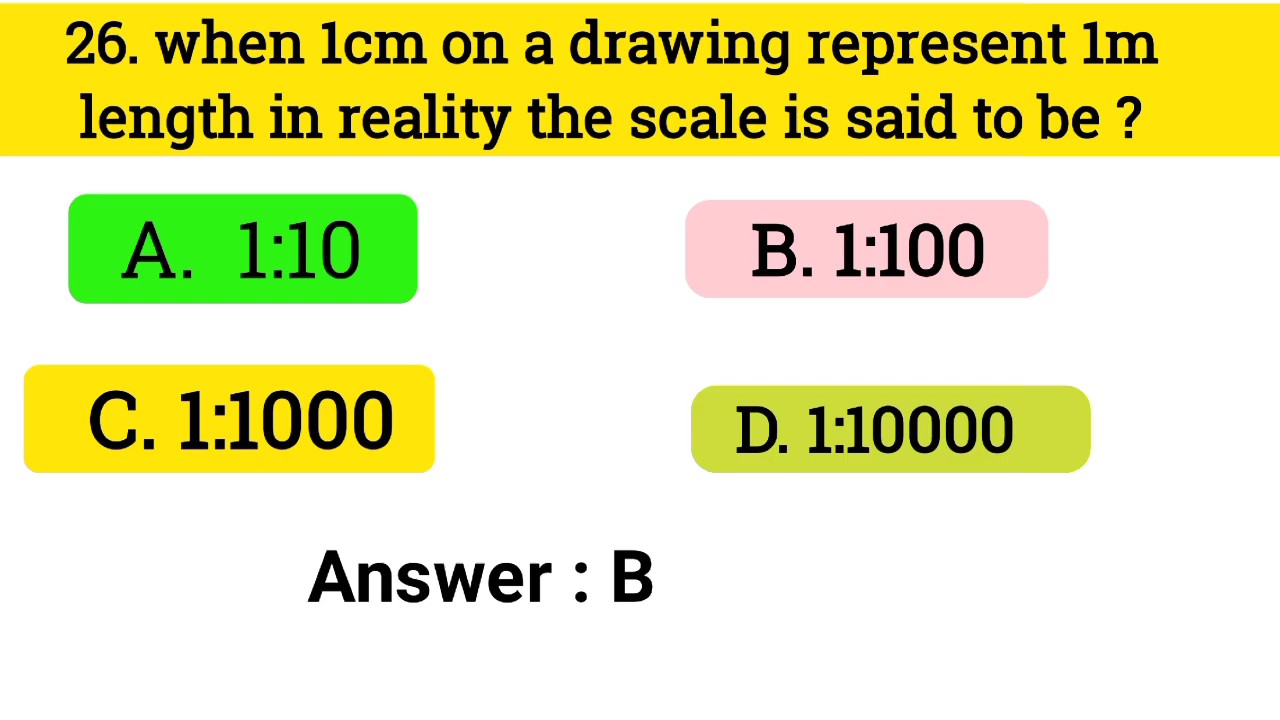 26. when 1cm on a drawing represent 1m
length in reality the scale is said to be ?
A. 1:10
B. 1:100
C. 1:1000
D. 1:10000
Answer : B